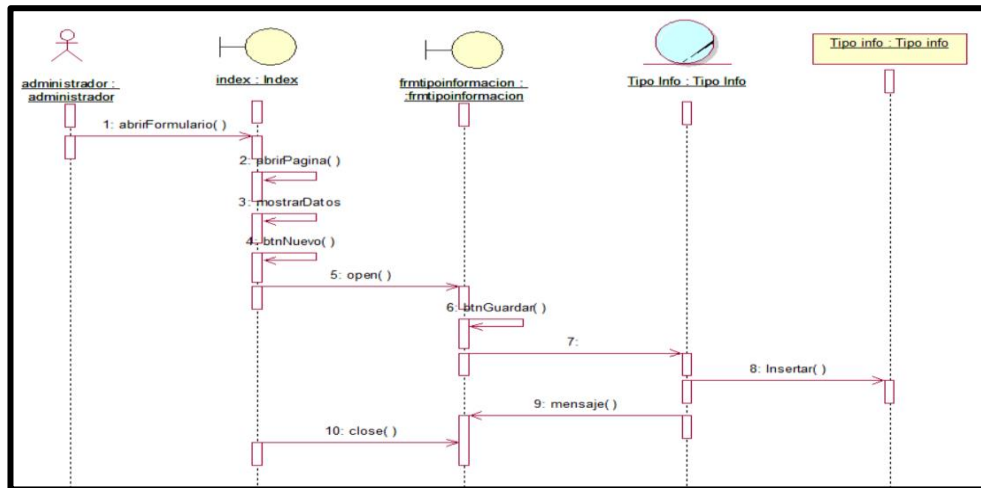 administrador :
administrador
index : Index
frmtipoinformacion :
:frmtipoinformacion
Tipo Info : Tipo Info
Tipo info : Tipo info
1: abrirFormulario( )
2: abrirPagina( )
3: mostrarDatos
4: btnNuevo( )
5: open( )
6: btnGuardar( )
7:
8: Insertar( )
9: mensaje( )
10: close( )